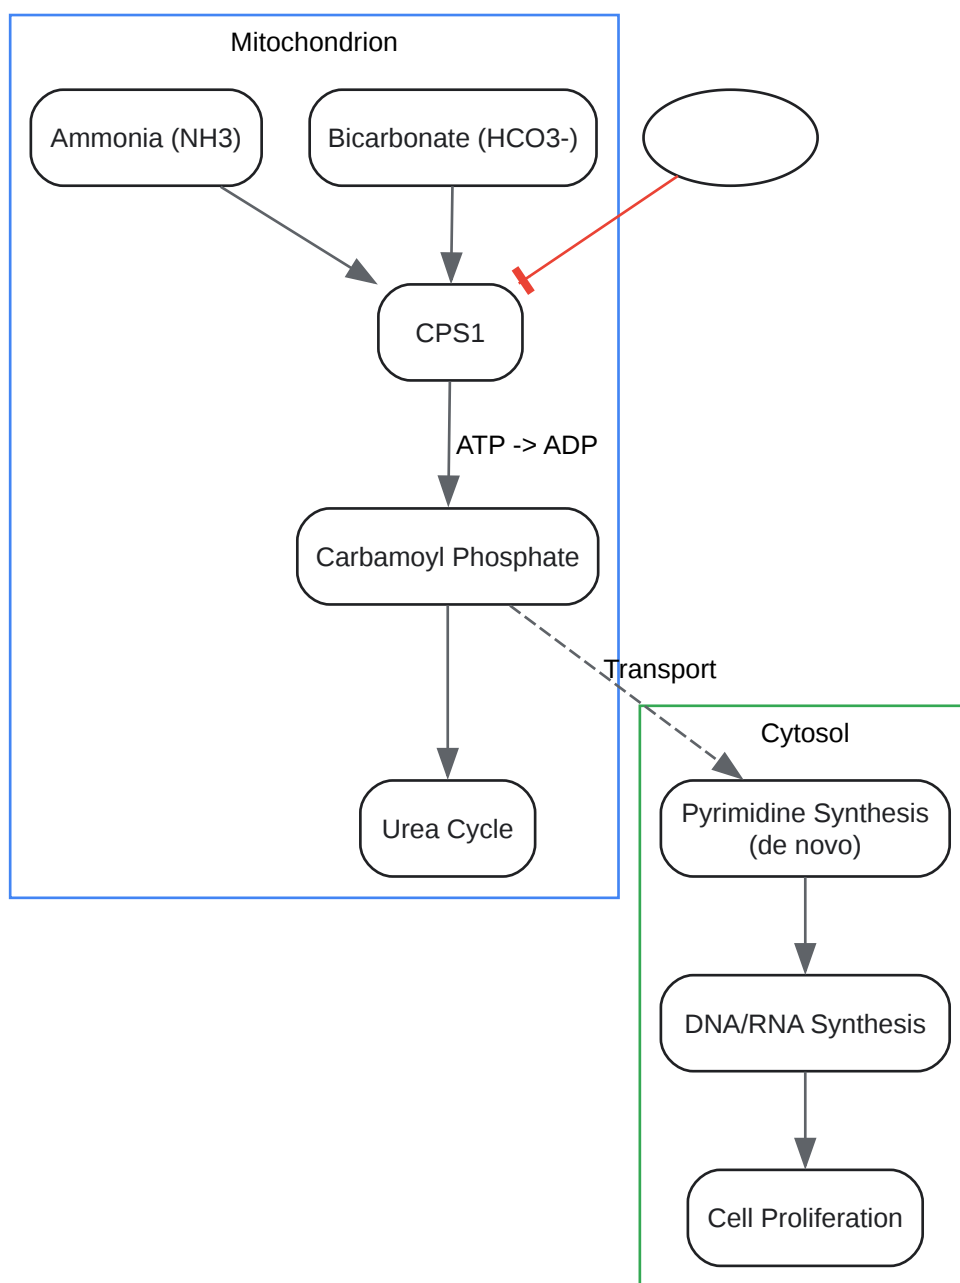 Mitochondrion
Ammonia (NH3)
Bicarbonate (HCO3-)
CPS1
ATP -> ADP
Carbamoyl Phosphate
Transport
Cytosol
Urea Cycle
Pyrimidine Synthesis
(de novo)
DNA/RNA Synthesis
Cell Proliferation